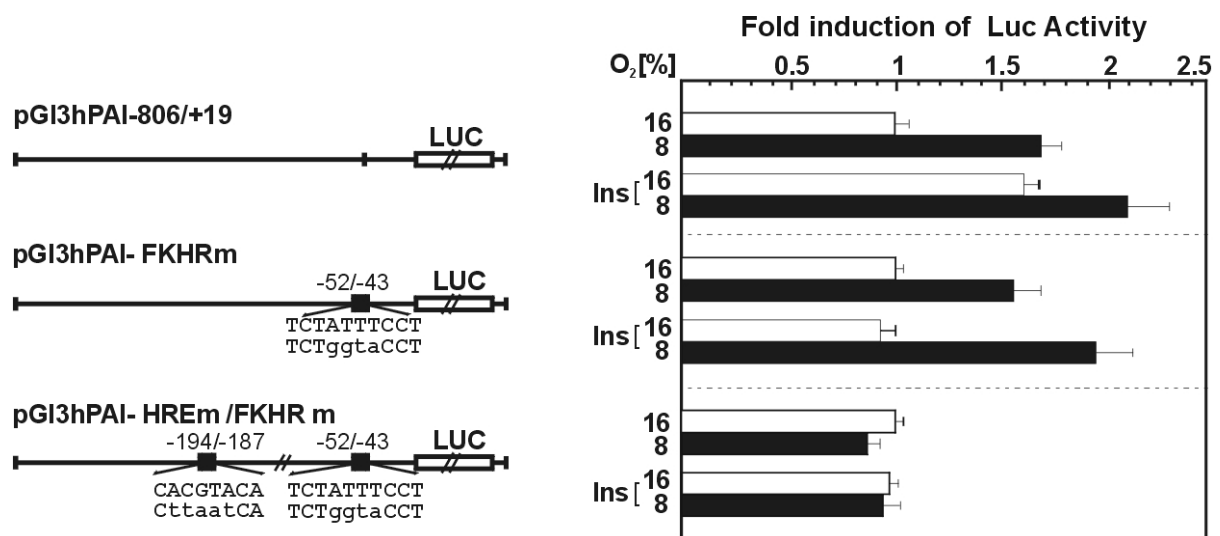 Fold induction of Luc Activity
O2[%] 0.5 1 1.5 2 2.5
pGl3hPAI-806/+19
LUC
16
8
Ins[ 16
8
pGl3hPAI- FKHRm
-52/-43
LUC
TCTATTTCCT
TCTggtaCCT
16
8
Ins[ 16
8
pGl3hPAI- HREm /FKHR m
-194/-187 -52/-43
LUC
CACGTACA TCTATTTCCT
CttaatCA TCTggtaCCT
16
8
Ins[ 16
8